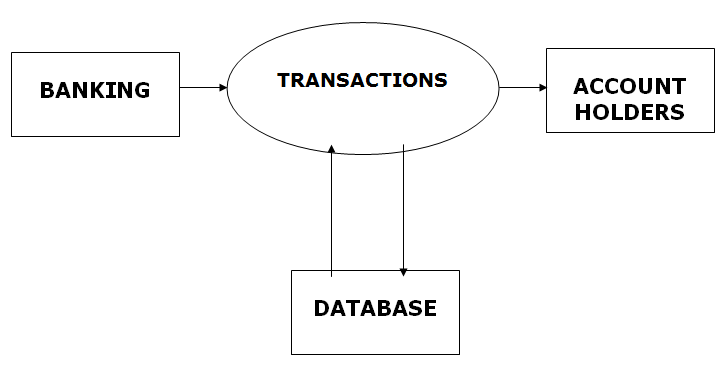 BANKING
TRANSACTIONS
ACCOUNT
HOLDERS
DATABASE